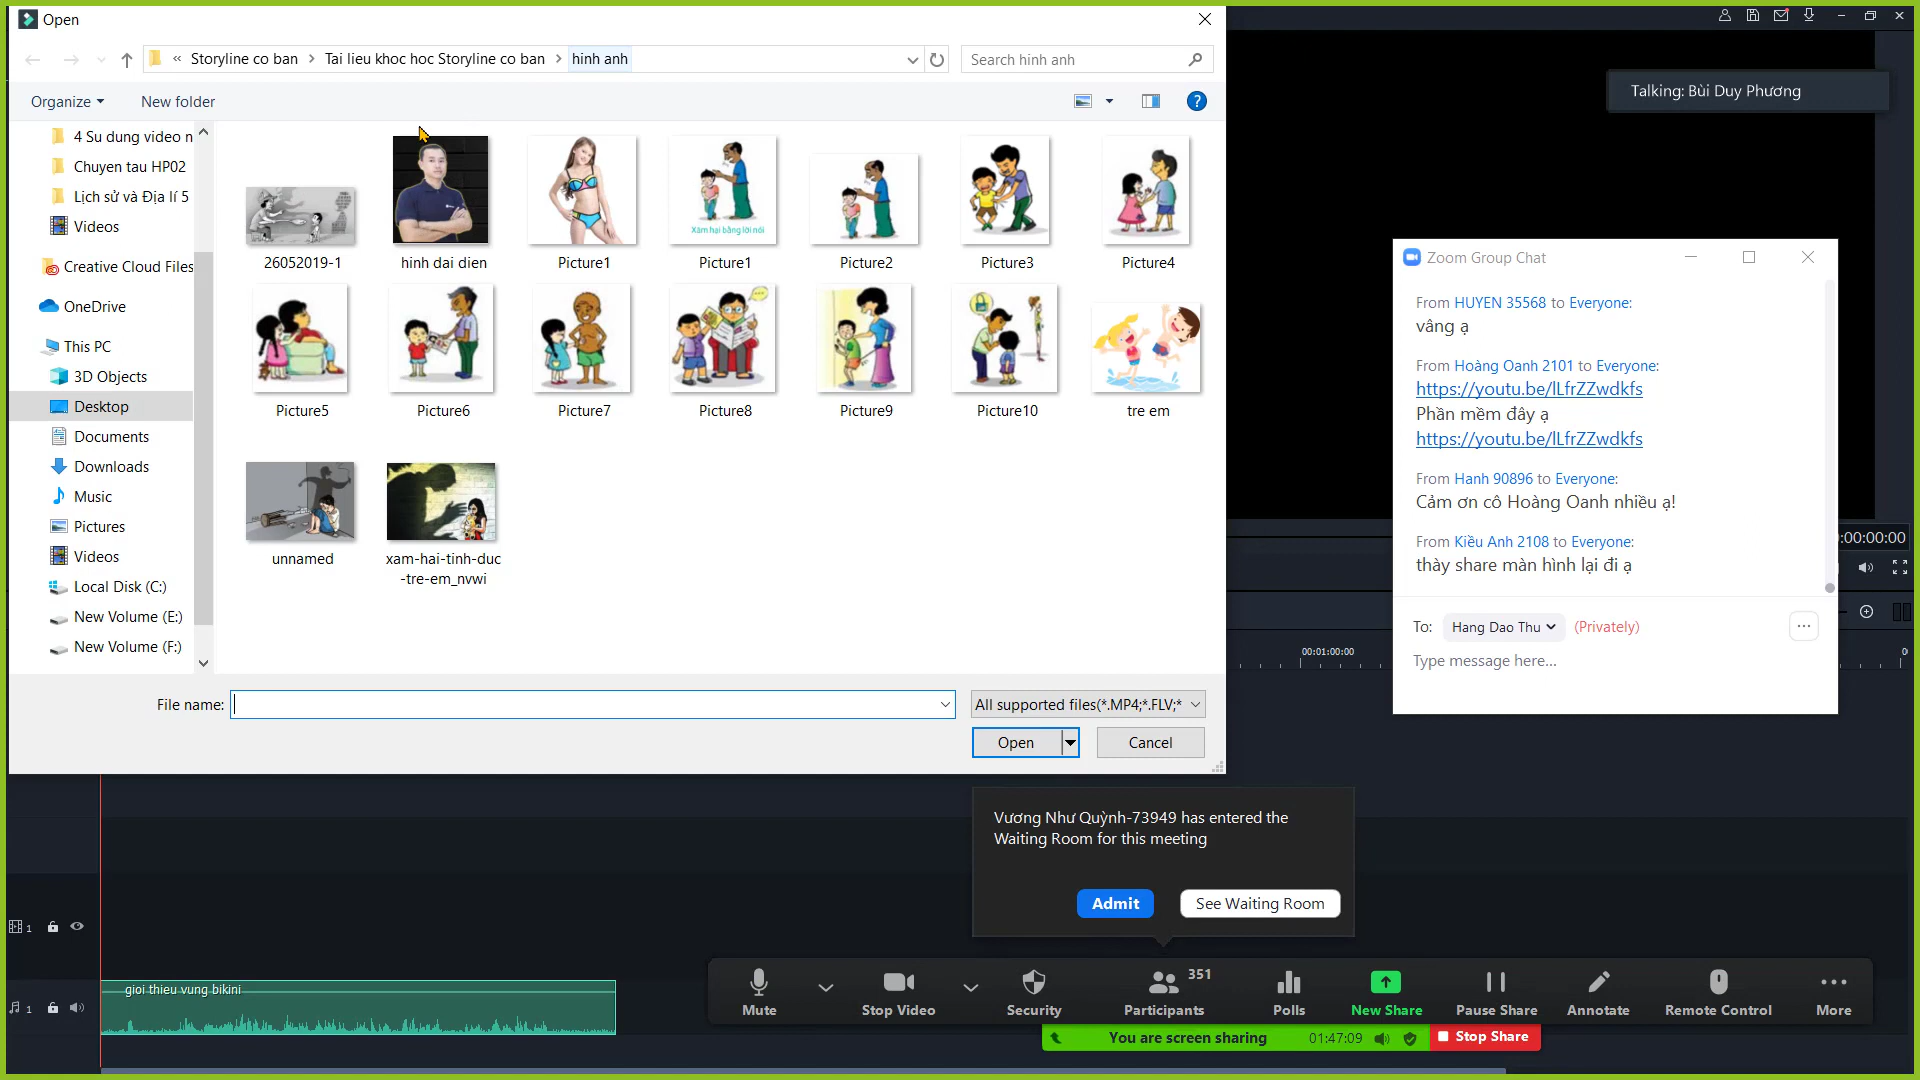 Open
« Storyline co ban > Tai lieu khoc hoc Storyline co ban > hinh anh
Search hinh anh
Organize
New folder
4 Su dung video n
Chuyen tau HP02
Lịch sử và Địa lí 5
Videos
Creative Cloud Files
OneDrive
This PC
3D Objects
Desktop
Documents
Downloads
Music
Pictures
Videos
Local Disk (C:)
New Volume (E:)
New Volume (F:)
Xâm hại bằng lời nói
26052019-1
hinh dai dien
Picture1
Picture1
Picture2
Picture3
Picture4
Picture5
Picture6
Picture7
Picture8
Picture9
Picture10
tre em
unnamed
xam-hai-tinh-duc
-tre-em_nvwi
File name:
All supported files(*.MP4;*.FLV;*
Open
Cancel
Talking: Bùi Duy Phương
Zoom Group Chat
From HUYEN 35568 to Everyone:
vâng ạ
From Hoàng Oanh 2101 to Everyone:
https://youtu.be/lLfrZZwdkfs
Phần mềm đây ạ
https://youtu.be/lLfrZZwdkfs
From Hanh 90896 to Everyone:
Cảm ơn cô Hoàng Oanh nhiều ạ!
From Kiều Anh 2108 to Everyone:
thày share màn hình lại đi ạ
To: Hang Dao Thu (Privately)
Type message here...
:00:00:00
00:01:00:00
0
Vương Như Quỳnh-73949 has entered the
Waiting Room for this meeting
Admit
See Waiting Room
1
1
gioi thieu vung bikini
Mute
Stop Video
Security
351
Participants
Polls
New Share
Pause Share
Annotate
Remote Control
More
You are screen sharing
01:47:09
Stop Share